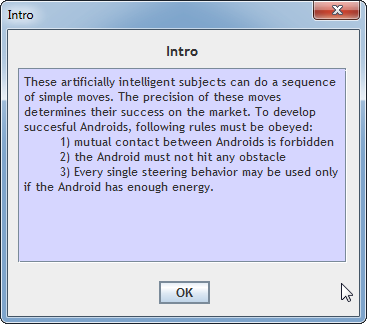 Intro
Intro
These artificially intelligent subjects can do a sequence
of simple moves. The precision of these moves
determines their success on the market. To develop
succesful Androids, following rules must be obeyed:
1) mutual contact between Androids is forbidden
2) the Android must not hit any obstacle
3) Every single steering behavior may be used only
if the Android has enough energy.
OK